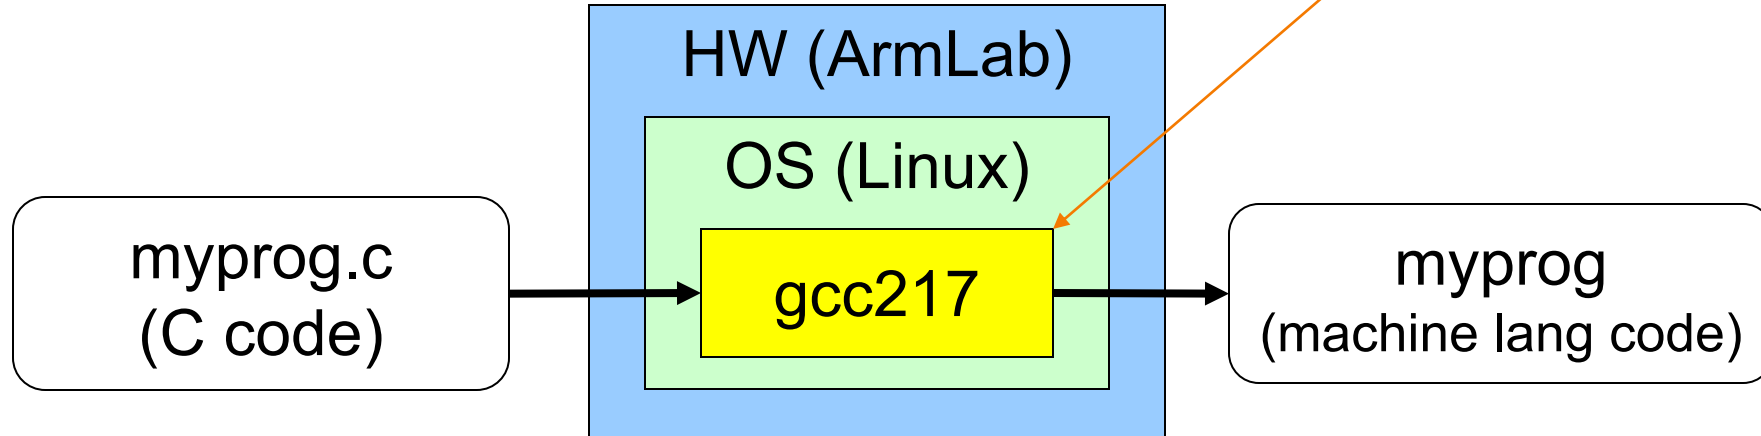 HW (ArmLab)
OS (Linux)
myprog.c
(C code)
gcc217
myprog
(machine lang code)